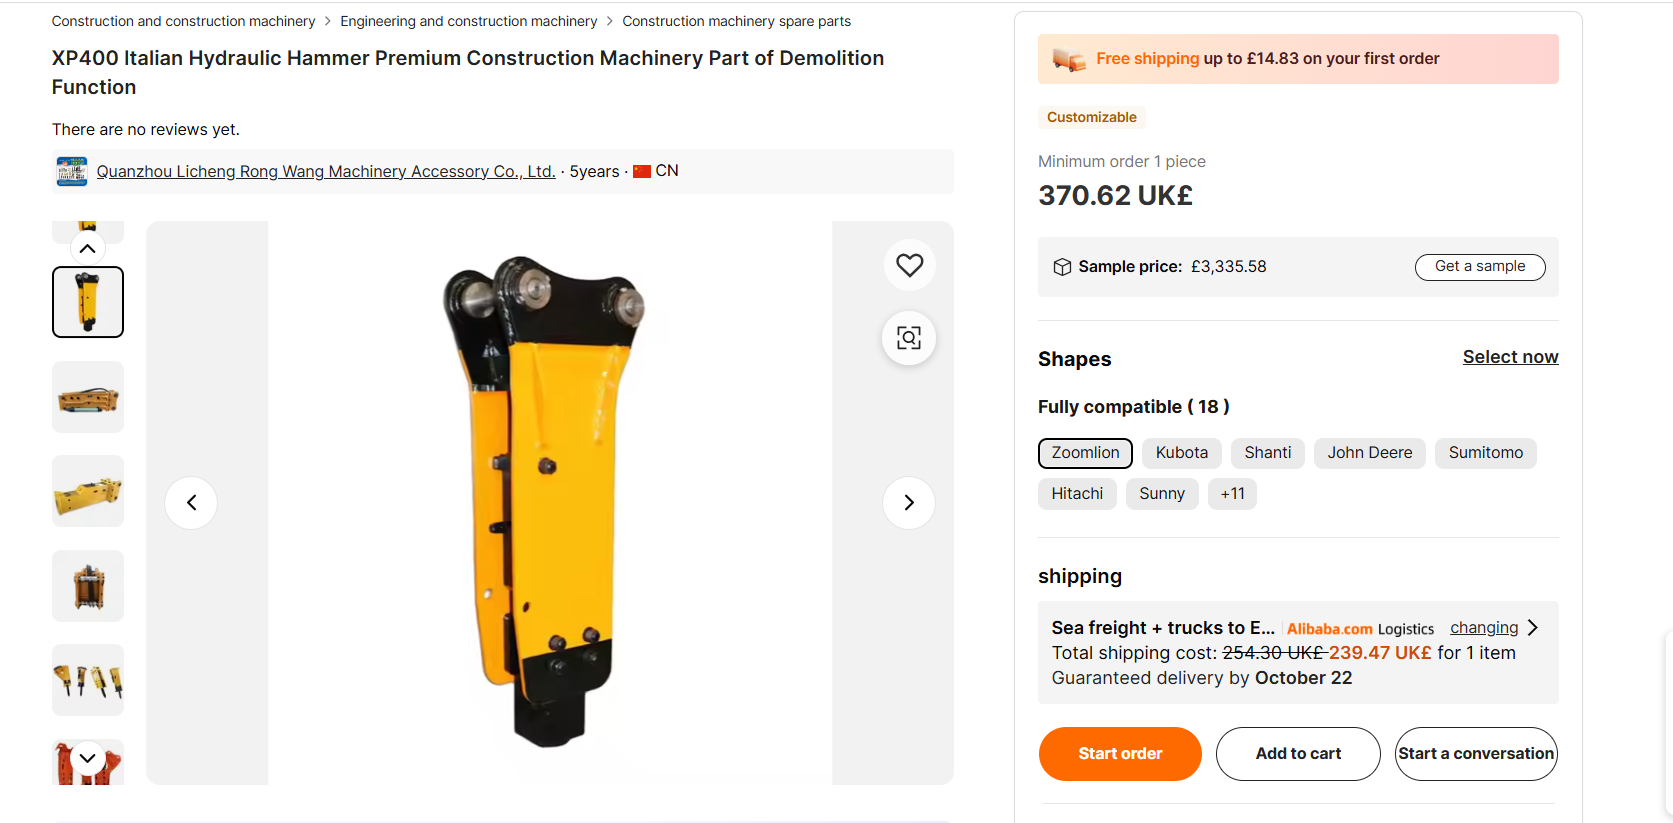 Construction and construction machinery > Engineering and construction machinery > Construction machinery spare parts
XP400 Italian Hydraulic Hammer Premium Construction Machinery Part of Demolition
Function
There are no reviews yet.
Quanzhou Licheng Rong Wang Machinery Accessory Co., Ltd. · 5years · CN
Free shipping up to £14.83 on your first order
Customizable
Minimum order 1 piece
370.62 UK£
Sample price: £3,335.58
Get a sample
Shapes
Select now
Fully compatible ( 18 )
Zoomlion Kubota Shanti John Deere Sumitomo
Hitachi Sunny +11
shipping
Sea freight + trucks to E... Alibaba.com Logistics changing
Total shipping cost: 254.30 UK£ 239.47 UK£ for 1 item
Guaranteed delivery by October 22
Start order Add to cart Start a conversation